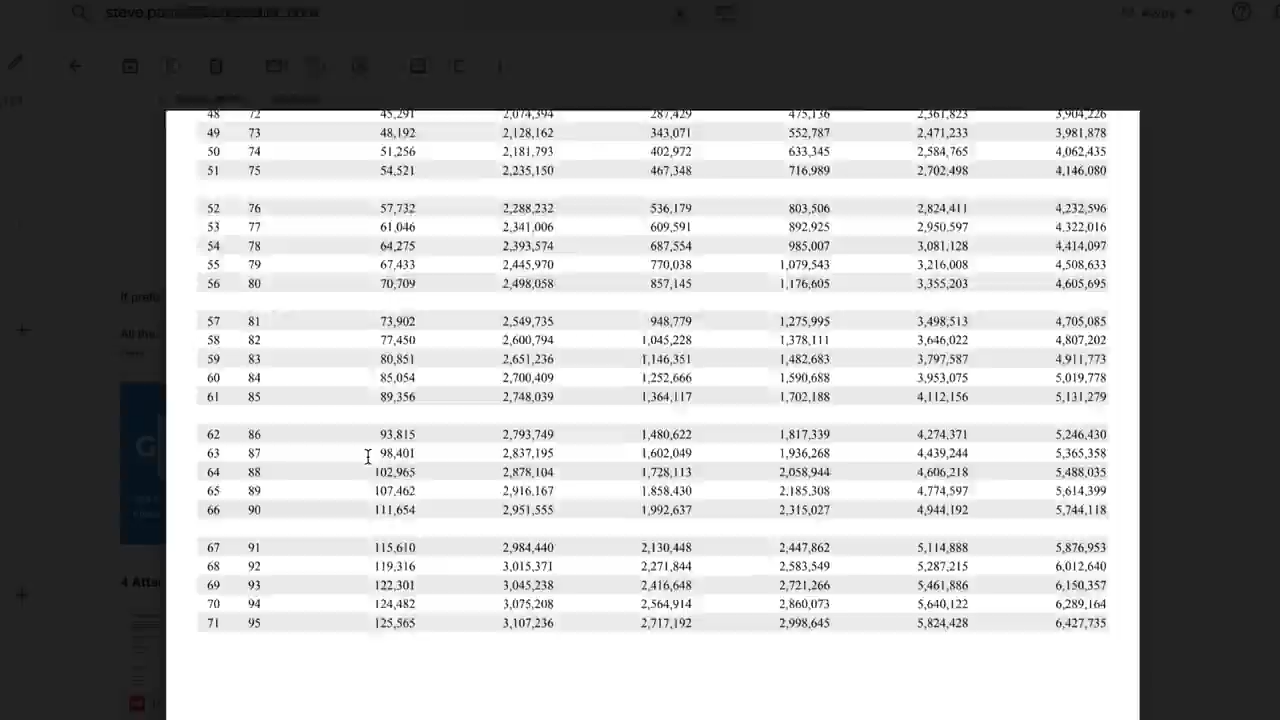 48 72 45,291 2,074,394 287,429 475,136 2,361,823 3,904,226
49 73 48,192 2,128,162 343,071 552,787 2,471,233 3,981,878
50 74 51,256 2,181,793 402,972 633,345 2,584,765 4,062,435
51 75 54,521 2,235,150 467,348 716,989 2,702,498 4,146,080
52 76 57,732 2,288,232 536,179 803,506 2,824,411 4,232,596
53 77 61,046 2,341,006 609,591 892,925 2,950,597 4,322,016
54 78 64,275 2,393,574 687,554 985,007 3,081,128 4,414,097
55 79 67,433 2,445,970 770,038 1,079,543 3,216,008 4,508,633
56 80 70,709 2,498,058 857,145 1,176,605 3,355,203 4,605,695
57 81 73,902 2,549,735 948,779 1,275,995 3,498,513 4,705,085
58 82 77,450 2,600,794 1,045,228 1,378,111 3,646,022 4,807,202
59 83 80,851 2,651,236 1,146,351 1,482,683 3,797,587 4,911,773
60 84 85,054 2,700,409 1,252,666 1,590,688 3,953,075 5,019,778
61 85 89,356 2,748,039 1,364,117 1,702,188 4,112,156 5,131,279
62 86 93,815 2,793,749 1,480,622 1,817,339 4,274,371 5,246,430
63 87 98,401 2,837,195 1,602,049 1,936,268 4,439,244 5,365,358
64 88 102,965 2,878,104 1,728,113 2,058,944 4,606,218 5,488,035
65 89 107,462 2,916,167 1,858,430 2,185,308 4,774,597 5,614,399
66 90 111,654 2,951,555 1,992,637 2,315,027 4,944,192 5,744,118
67 91 115,610 2,984,440 2,130,448 2,447,862 5,114,888 5,876,953
68 92 119,316 3,015,371 2,271,844 2,583,549 5,287,215 6,012,640
69 93 122,301 3,045,238 2,416,648 2,721,266 5,461,886 6,150,357
70 94 124,482 3,075,208 2,564,914 2,860,073 5,640,122 6,289,164
71 95 125,565 3,107,236 2,717,192 2,998,645 5,824,428 6,427,735
4